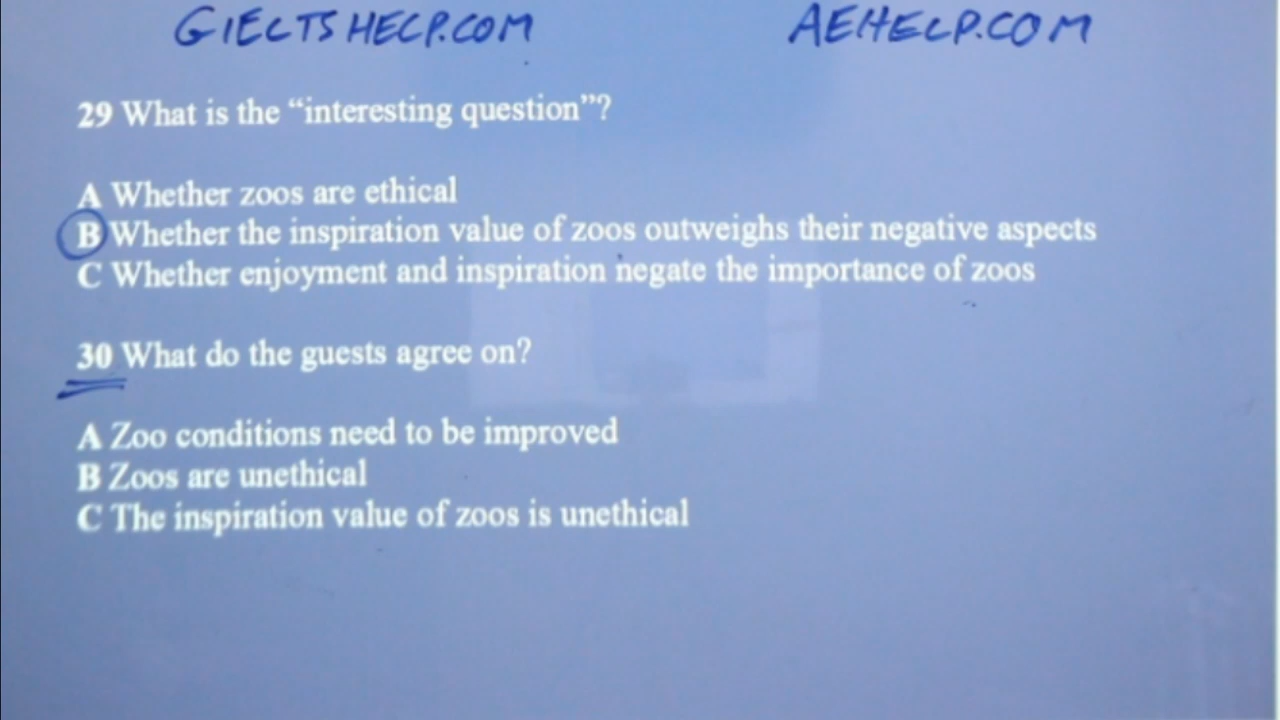 GIELTSHELP.COM AEHELP.COM
29 What is the “interesting question”?
A Whether zoos are ethical
B Whether the inspiration value of zoos outweighs their negative aspects
C Whether enjoyment and inspiration negate the importance of zoos
30 What do the guests agree on?
A Zoo conditions need to be improved
B Zoos are unethical
C The inspiration value of zoos is unethical